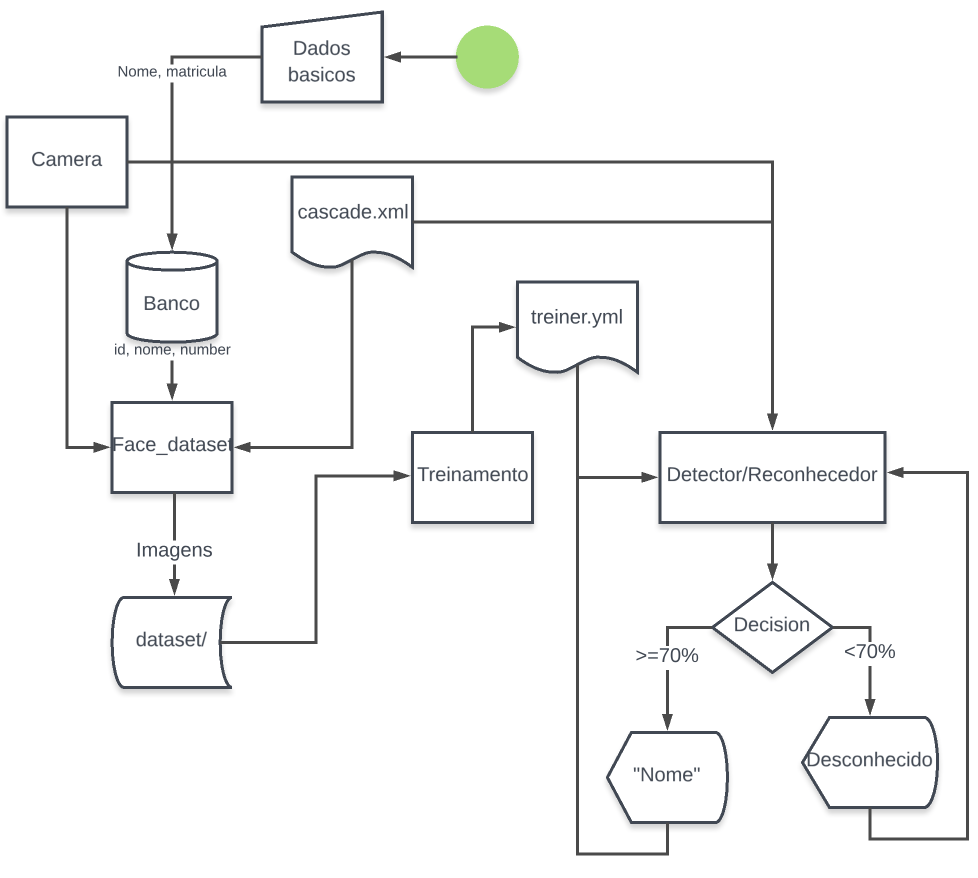 Dados
basicos
Nome, matricula
Camera
cascade.xml
Banco
treiner.yml
id, nome, number
Face_dataset
Treinamento
Detector/Reconhecedor
Imagens
Decision
dataset/
>=70%
<70%
"Nome"
Desconhecido